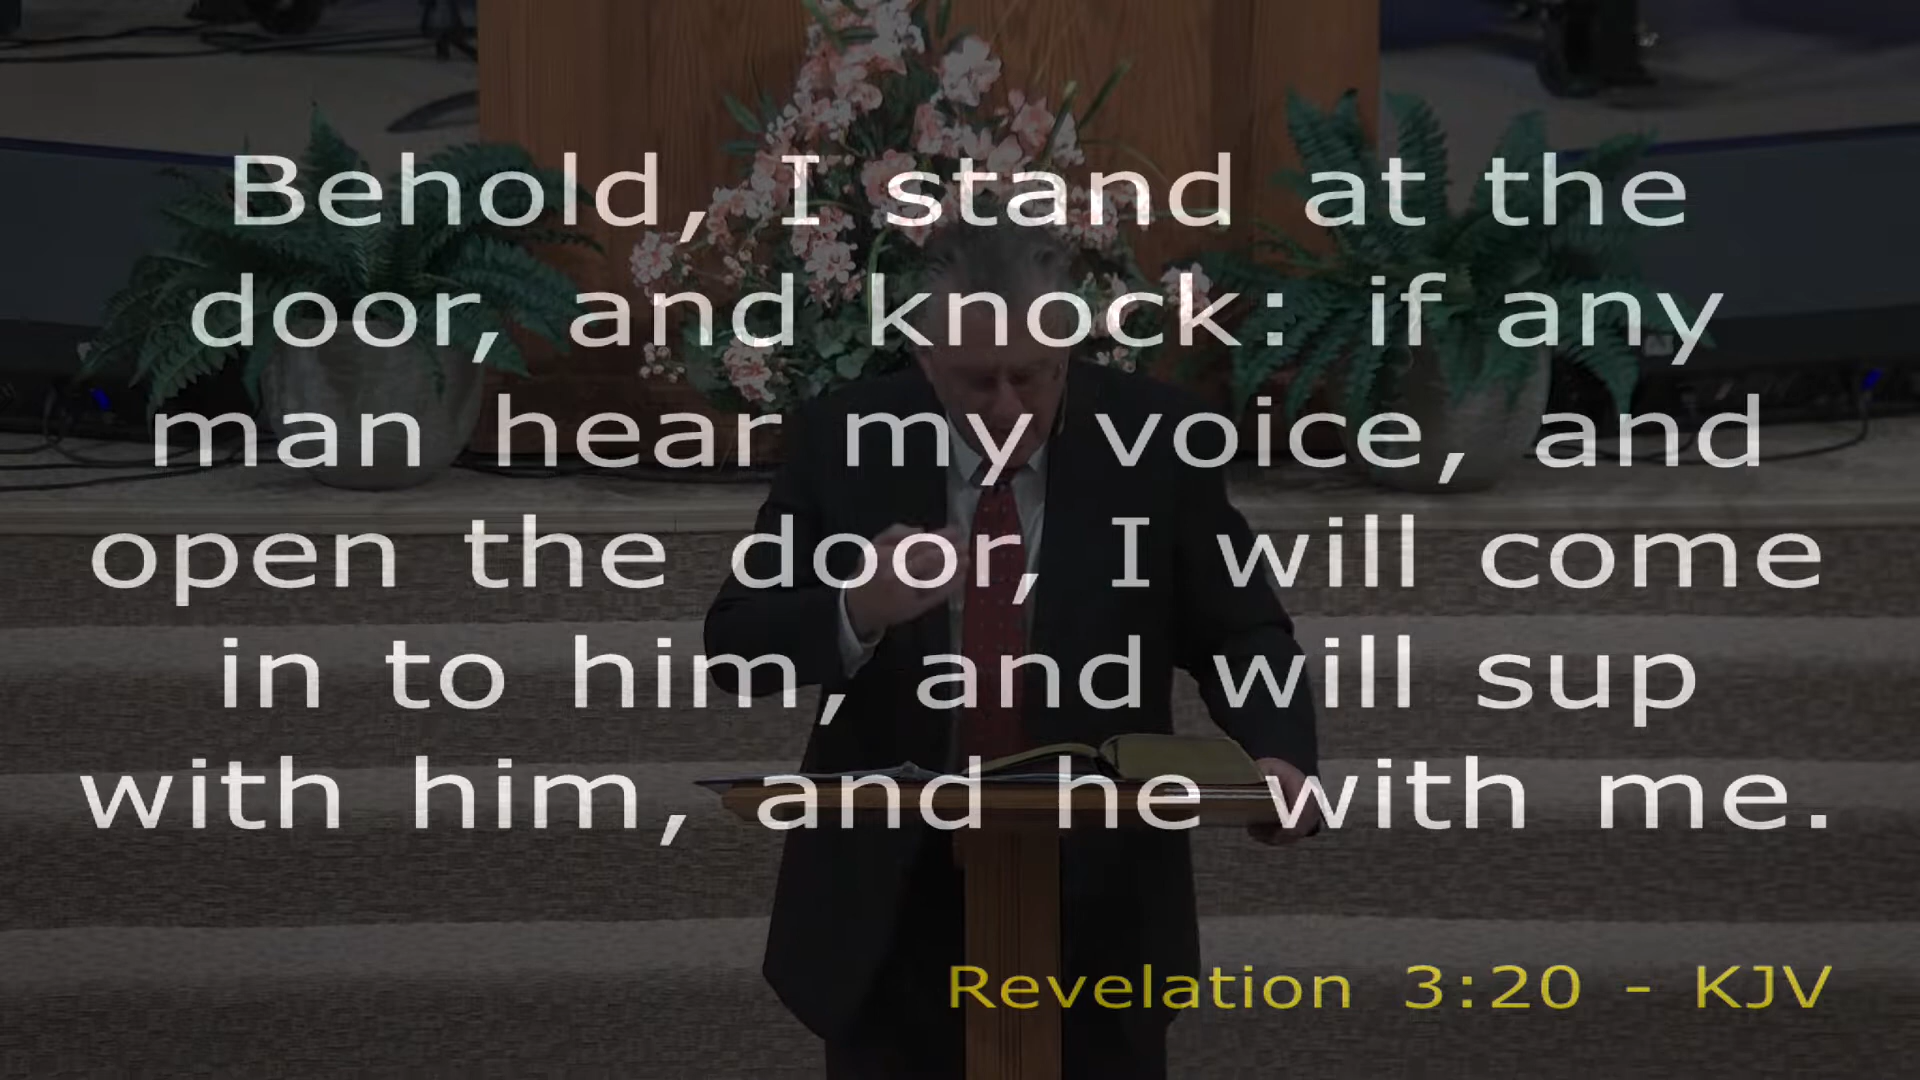 Behold, I stand at the
door, and knock: if any
man hear my voice, and
open the door, I will come
in to him, and will sup
with him, and he with me.
Revelation 3:20 - KJV